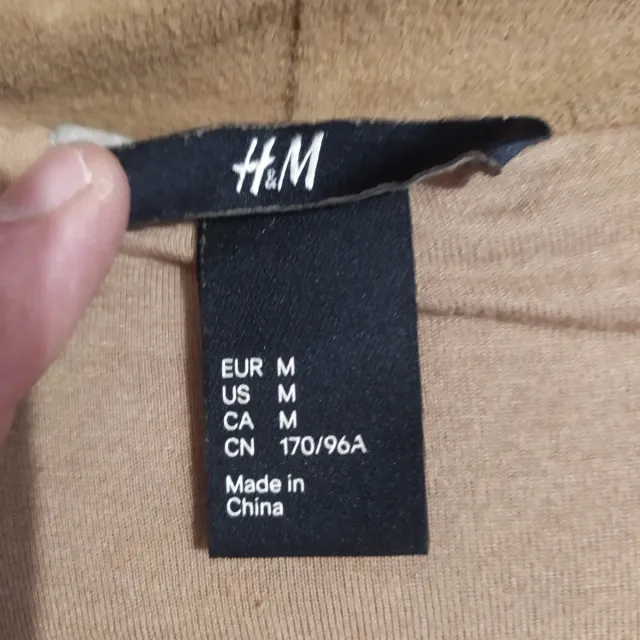 H&M
EUR M
US M
CA M
CN 170/96A
Made in
China